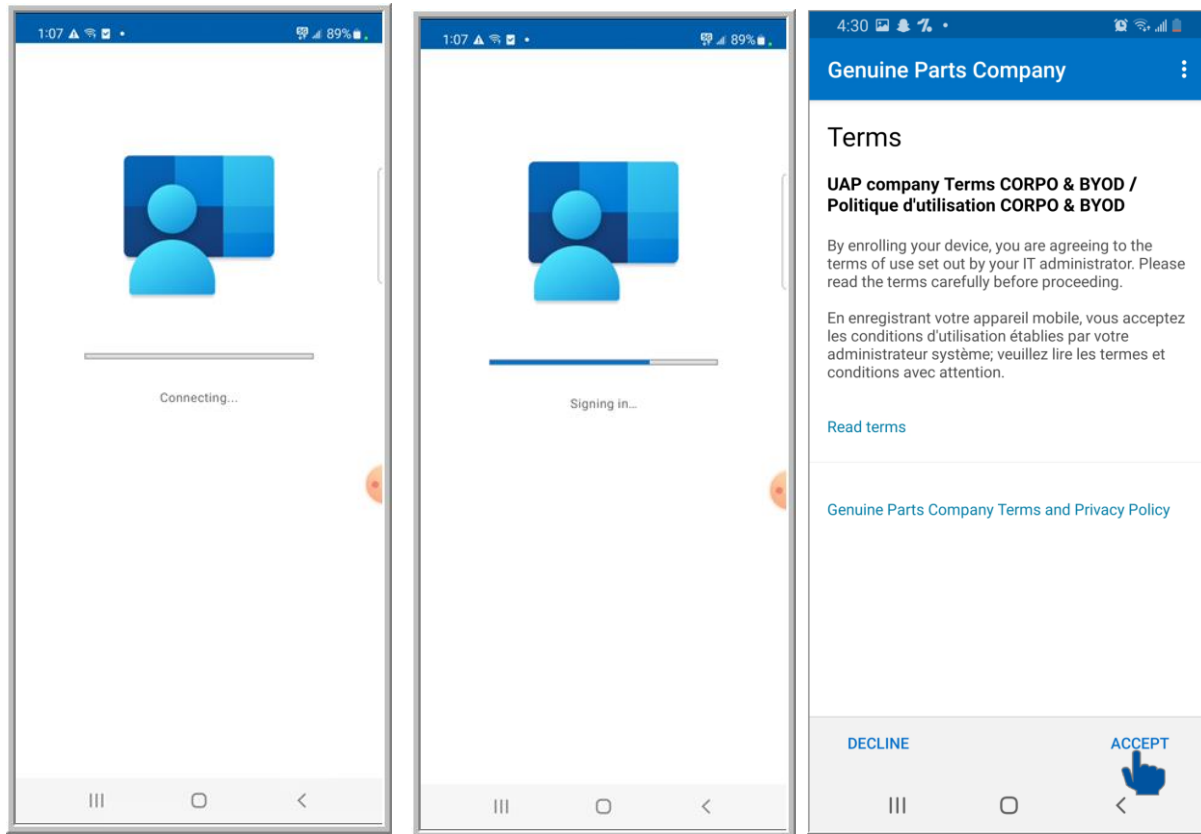 1:07
89%
Connecting...
1:07
89%
Signing in...
4:30
Genuine Parts Company
Terms
UAP company Terms CORPO & BYOD /
Politique d'utilisation CORPO & BYOD
By enrolling your device, you are agreeing to the
terms of use set out by your IT administrator. Please
read the terms carefully before proceeding.
En enregistrant votre appareil mobile, vous acceptez
les conditions d'utilisation établies par votre
administrateur système; veuillez lire les termes et
conditions avec attention.
Read terms
Genuine Parts Company Terms and Privacy Policy
DECLINE
ACCEPT